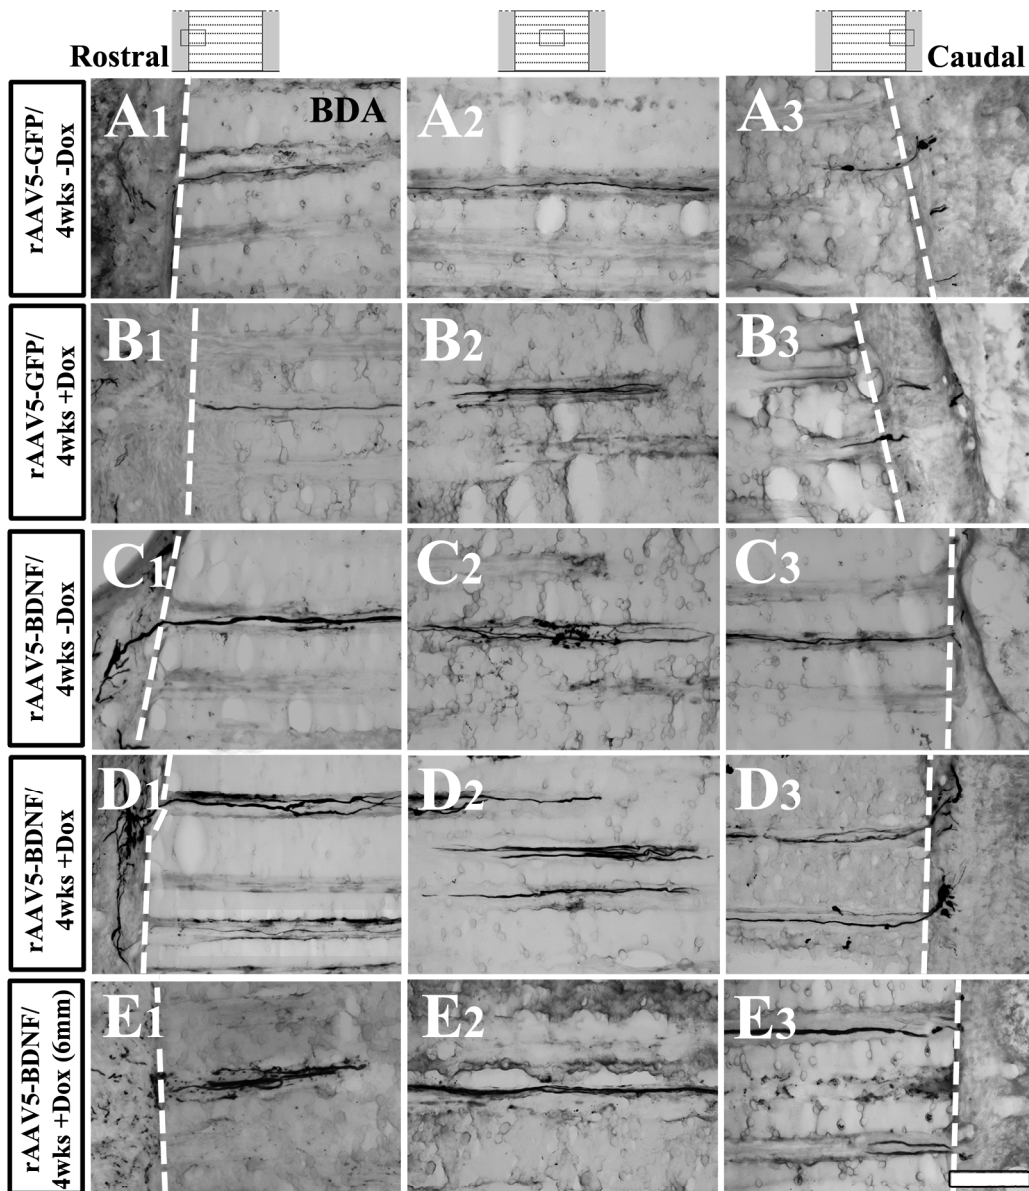 Rostral
Caudal
rAAV5-GFP/
4wks -Dox
A1
BDA
A2
A3
rAAV5-GFP/
4wks +Dox
B1
B2
B3
rAAV5-BDNF/
4wks -Dox
C1
C2
C3
rAAV5-BDNF/
4wks +Dox
D1
D2
D3
rAAV5-BDNF/
4wks +Dox (6mm)
E1
E2
E3